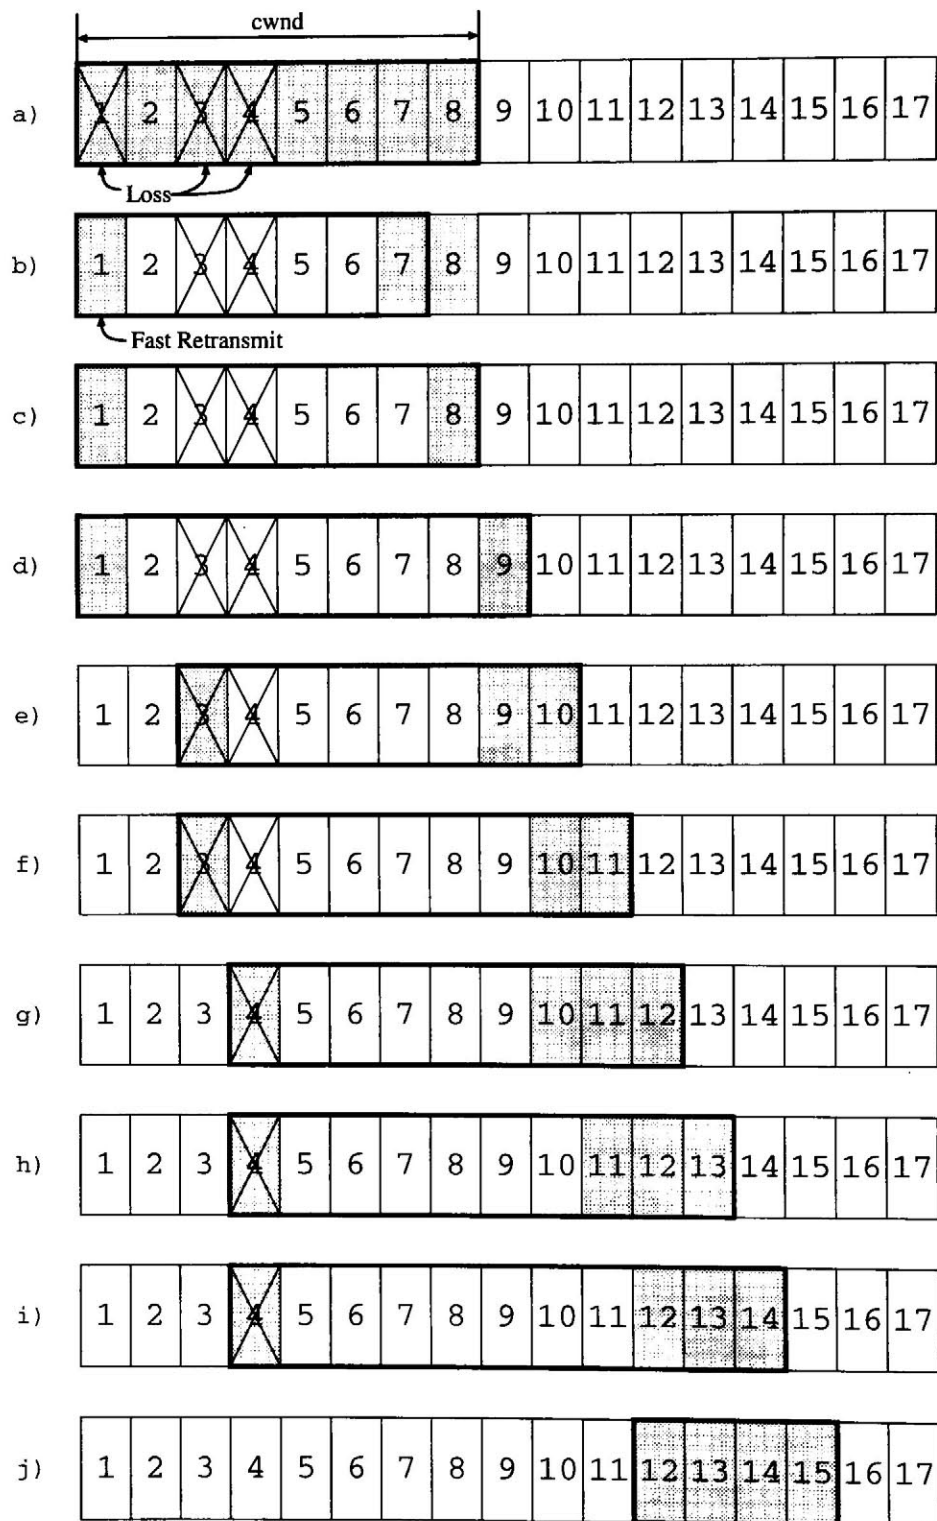 cwnd
a) 1 2 3 4 5 6 7 8 9 10 11 12 13 14 15 16 17
Loss
b) 1 2 3 4 5 6 7 8 9 10 11 12 13 14 15 16 17
Fast Retransmit
c) 1 2 3 4 5 6 7 8 9 10 11 12 13 14 15 16 17
d) 1 2 3 4 5 6 7 8 9 10 11 12 13 14 15 16 17
e) 1 2 3 4 5 6 7 8 9 10 11 12 13 14 15 16 17
f) 1 2 3 4 5 6 7 8 9 10 11 12 13 14 15 16 17
g) 1 2 3 4 5 6 7 8 9 10 11 12 13 14 15 16 17
h) 1 2 3 4 5 6 7 8 9 10 11 12 13 14 15 16 17
i) 1 2 3 4 5 6 7 8 9 10 11 12 13 14 15 16 17
j) 1 2 3 4 5 6 7 8 9 10 11 12 13 14 15 16 17